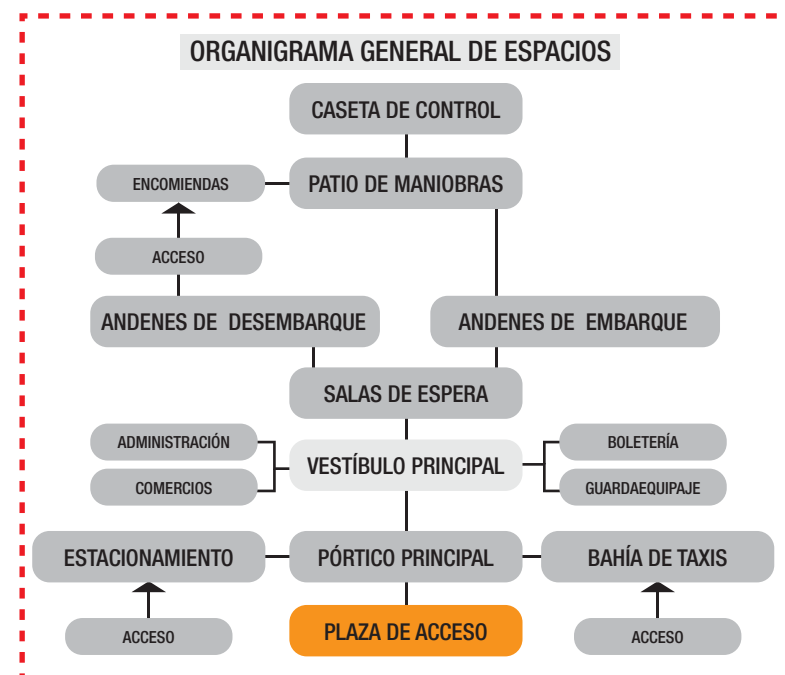 ORGANIGRAMA GENERAL DE ESPACIOS
CASETA DE CONTROL
ENCOMIENDAS
PATIO DE MANIOBRAS
ACCESO
ANDENES DE DESEMBARQUE
ANDENES DE EMBARQUE
SALAS DE ESPERA
ADMINISTRACIÓN
BOLETERÍA
VESTÍBULO PRINCIPAL
COMERCIOS
GUARDAEQUIPAJE
ESTACIONAMIENTO
PÓRTICO PRINCIPAL
BAHÍA DE TAXIS
ACCESO
PLAZA DE ACCESO
ACCESO